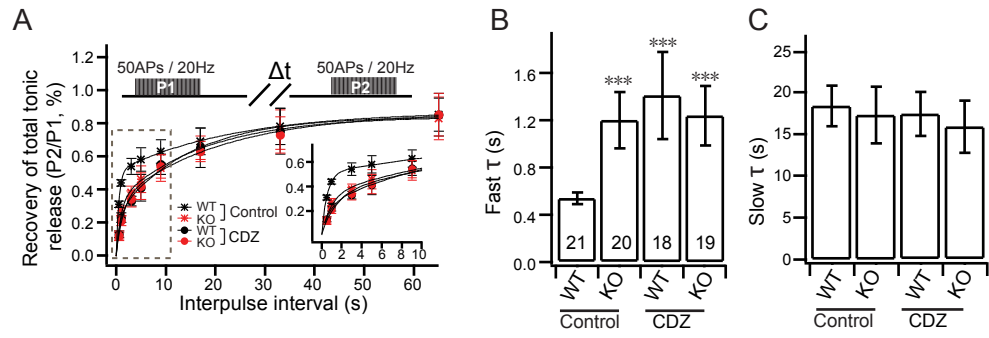 A
Recovery of total tonic
release (P2/P1, %)
1.2
1.0
0.8
0.6
0.4
0.2
0.0
50APs / 20Hz
P1
Δt
50APs / 20Hz
P2
WT
KO
Control
WT
KO
CDZ
0.6
0.4
0.2
0 2 4 6 8 10
0 10 20 30 40 50 60
Interpulse interval (s)
B
Fast τ (s)
1.6
1.2
0.8
0.4
0.0
***
***
***
21 20 18 19
WT KO WT KO
Control CDZ
C
Slow τ (s)
25
20
15
10
5
0
WT KO WT KO
Control CDZ